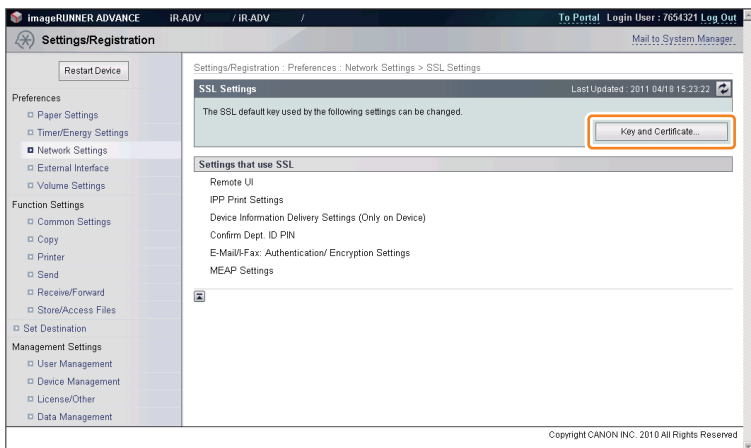 imageRUNNER ADVANCE iR-ADV / iR-ADV / To Portal Login User : 7654321 Log Out
Settings/Registration Mail to System Manager
Restart Device
Settings/Registration : Preferences : Network Settings > SSL Settings
SSL Settings Last Updated : 2011 04/18 15:23:22
The SSL default key used by the following settings can be changed.
Key and Certificate...
Settings that use SSL
Remote UI
IPP Print Settings
Device Information Delivery Settings (Only on Device)
Confirm Dept. ID PIN
E-Mail/I-Fax: Authentication/ Encryption Settings
MEAP Settings
Preferences
Paper Settings
Timer/Energy Settings
Network Settings
External Interface
Volume Settings
Function Settings
Common Settings
Copy
Printer
Send
Receive/Forward
Store/Access Files
Set Destination
Management Settings
User Management
Device Management
License/Other
Data Management
Copyright CANON INC. 2010 All Rights Reserved